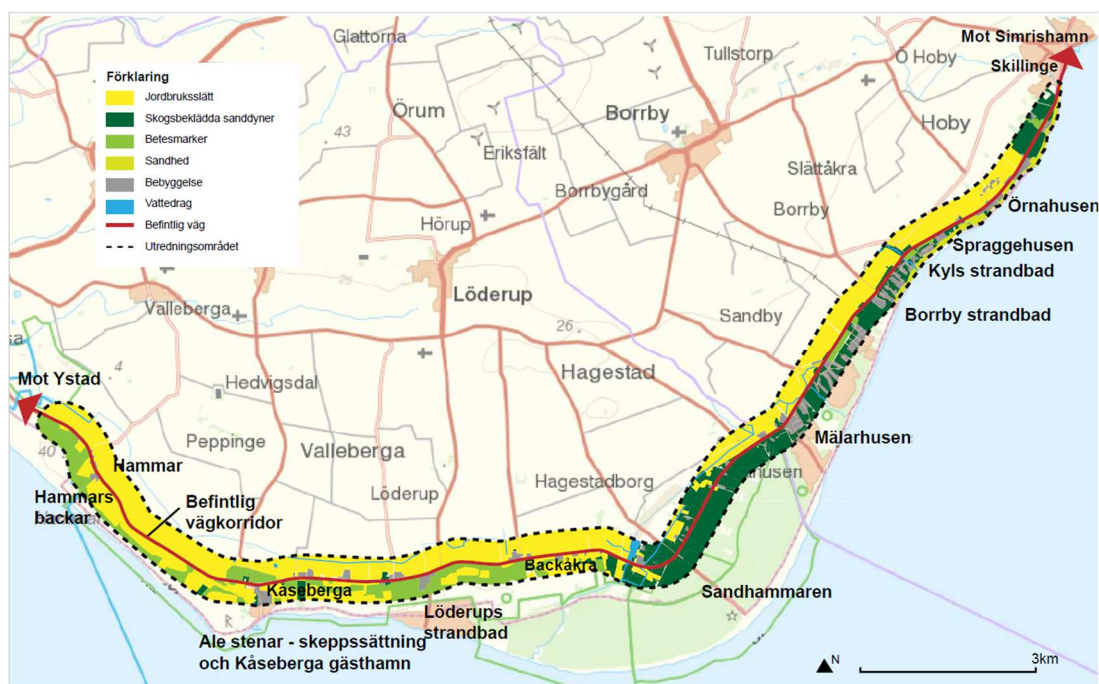 Glattorna
Mot Simrishamn
Tullstorp
Ö Hoby
Skillinge
Förklaring
Jordbruksslätt
Skogsbeklädda sanddyner
Betesmarker
Sandhed
Bebyggelse
Vattedrag
Befintlig väg
Utredningsområdet
Örum
43
Borrby
Hoby
Eriksfält
Slättåkra
Borrbygård
Borrby
Örnahusen
Hörup
Spraggehusen
Kyls strandbad
25
Löderup
Valleberga
Sandby
Borrby strandbad
26
4
Mot Ystad
Hedvigsdal
Hagestad
Peppinge
Valleberga
Mälarhusen
40
Hammar
Hagestadborg
Löderup
Hammars
backar
Befintlig
vägkorridor
Backåkra
Kåseberga
Sandhammaren
Löderups
strandbad
Ale stenar - skeppssättning
och Kåseberga gästhamn
N
3km